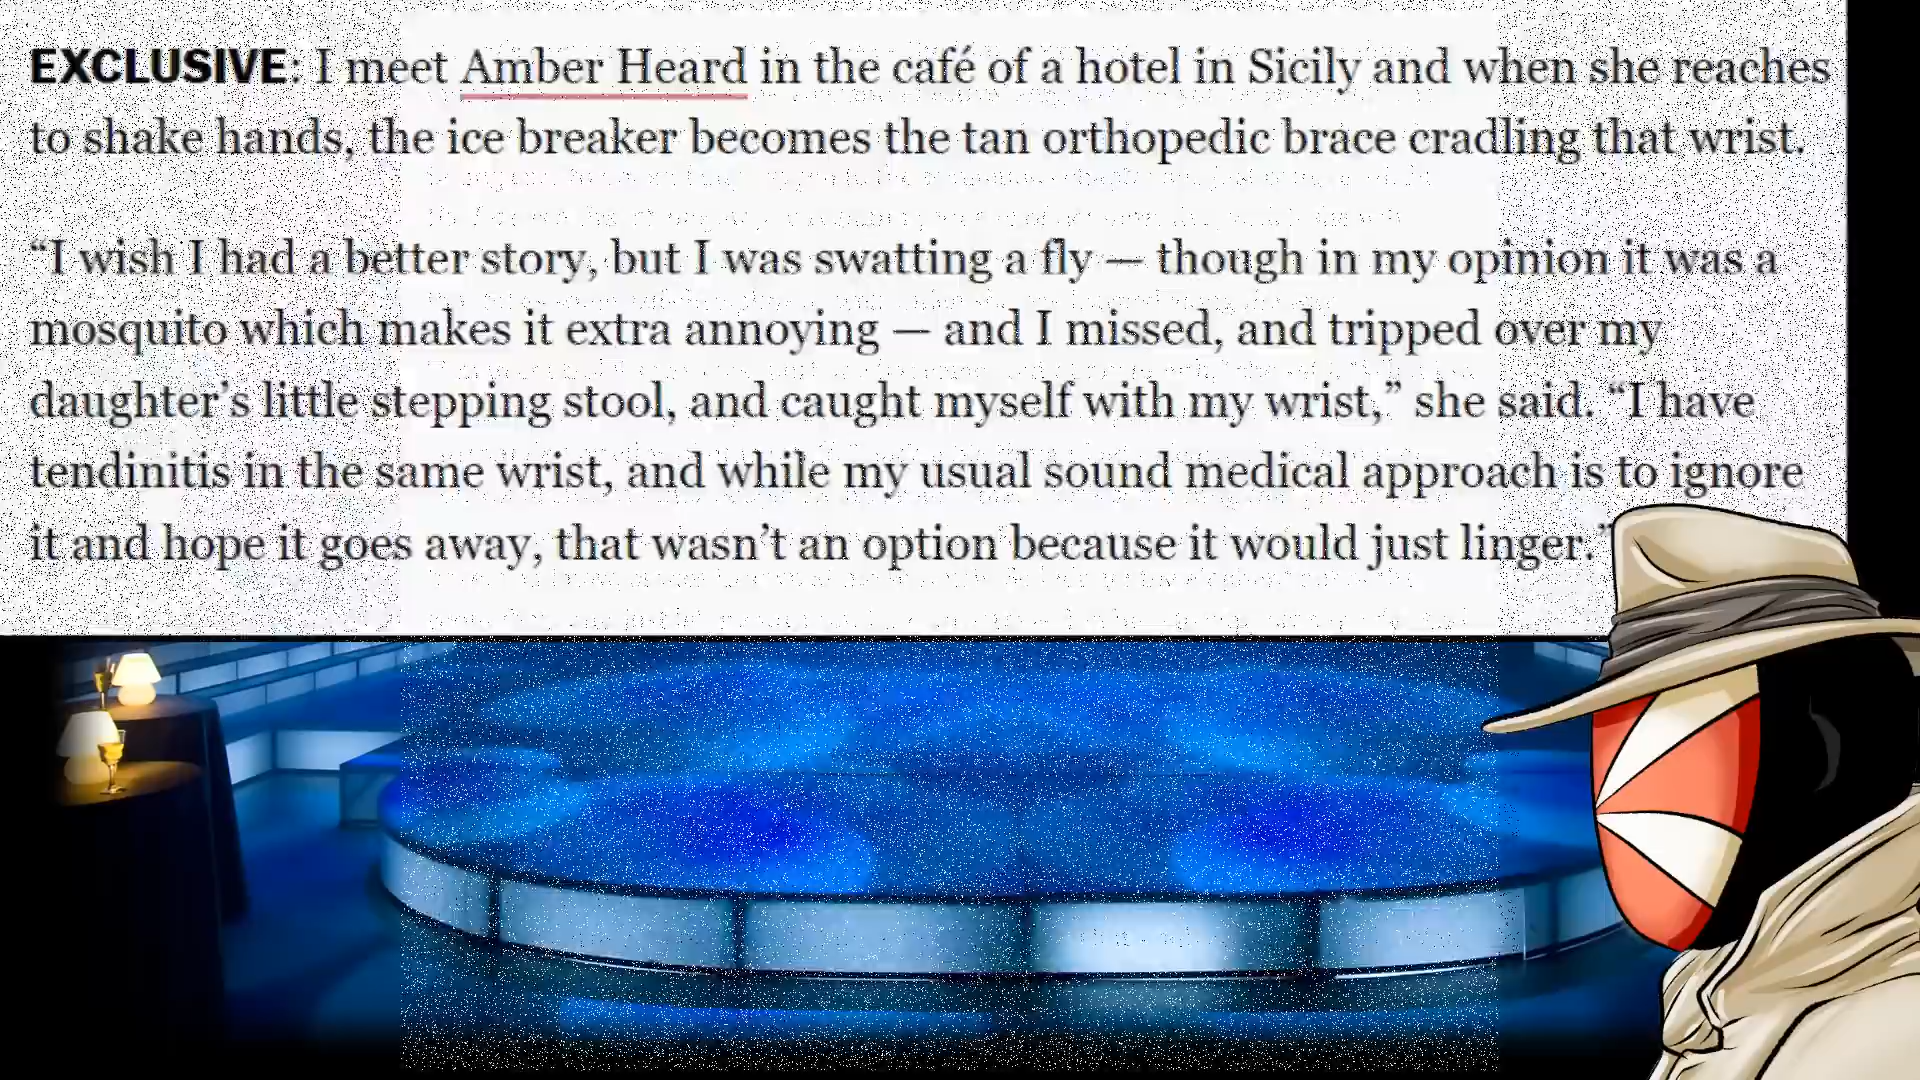 EXCLUSIVE: I meet Amber Heard in the café of a hotel in Sicily and when she reaches
to shake hands, the ice breaker becomes the tan orthopedic brace cradling that wrist.
“I wish I had a better story, but I was swatting a fly — though in my opinion it was a
mosquito which makes it extra annoying — and I missed, and tripped over my
daughter’s little stepping stool, and caught myself with my wrist,” she said. “I have
tendinitis in the same wrist, and while my usual sound medical approach is to ignore
it and hope it goes away, that wasn’t an option because it would just linger.”